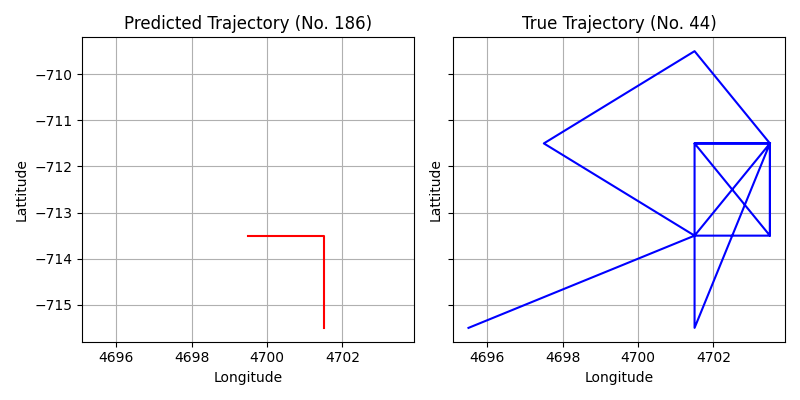 Predicted Trajectory (No. 186)
True Trajectory (No. 44)
−710
−711
−712
−713
−714
−715
Lattitude
Lattitude
4696 4698 4700 4702
4696 4698 4700 4702
Longitude
Longitude